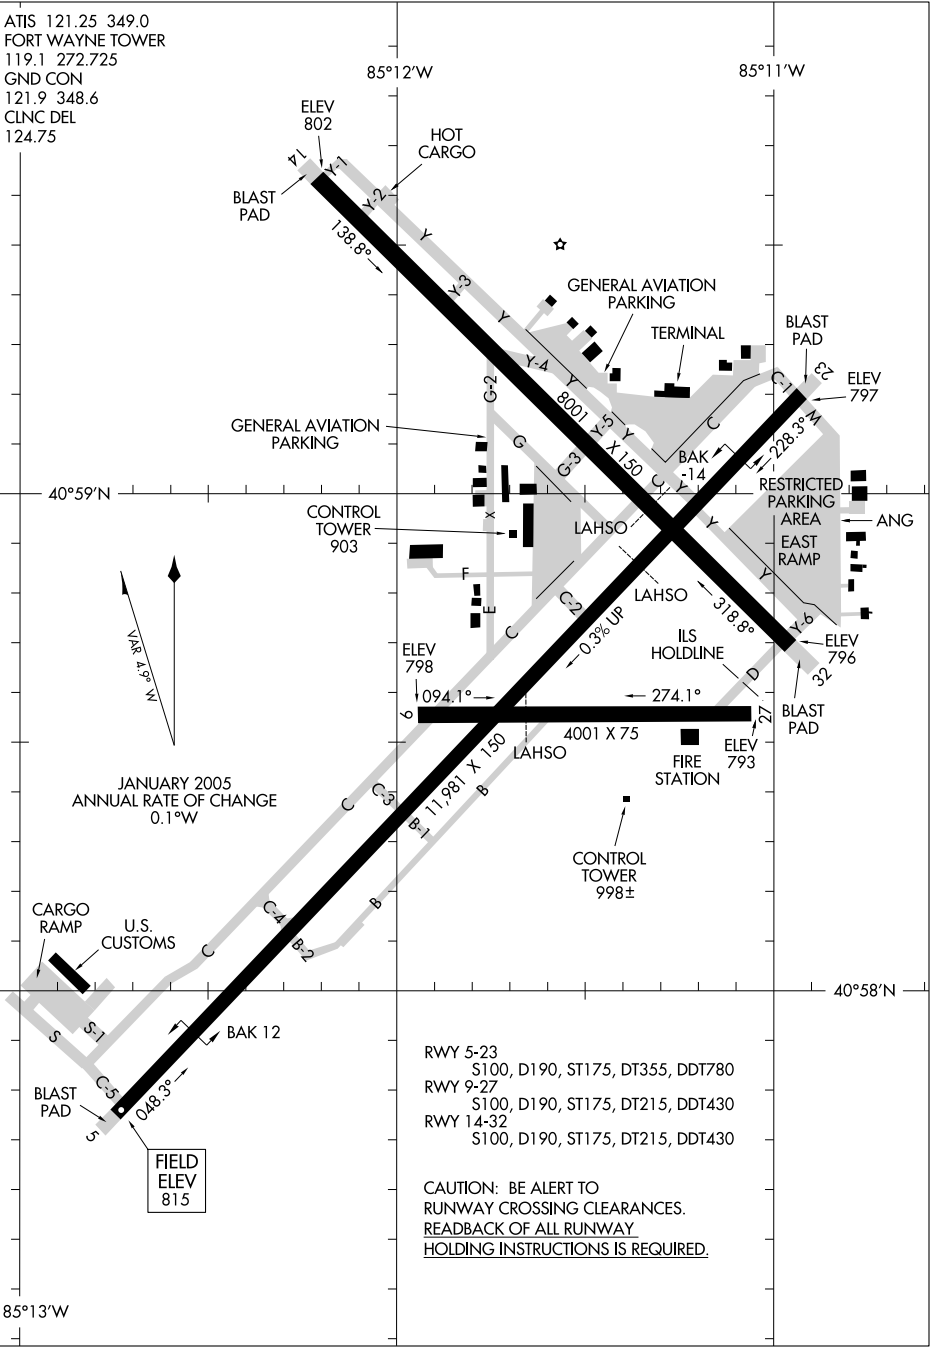 ATIS 121.25 349.0
FORT WAYNE TOWER
119.1 272.725
GND CON
121.9 348.6
CLNC DEL
124.75
85°12'W
85°11'W
ELEV
802
HOT
CARGO
14
Y-1
BLAST
PAD
Y-2
138.8°
Y
Y-3
GENERAL AVIATION
PARKING
Y
TERMINAL
BLAST
PAD
23
Y-4
Y
C-1
ELEV
797
G-2
8001 X 150
W
C
228.3°
GENERAL AVIATION
PARKING
G
Y-5
Y
G-3
BAK
-14
C
Y
40°59'N
RESTRICTED
PARKING
AREA
EAST
RAMP
ANG
CONTROL
TOWER
903
X
LAHSO
Y
F
LAHSO
Y
E
C-2
318.8°
C
0.3% UP
ILS
HOLDLINE
Y-6
VAR 4.9° W
ELEV
798
ELEV
796
32
D
094.1°
274.1°
9
27
BLAST
PAD
4001 X 75
LAHSO
ELEV
793
FIRE
STATION
11,981 X 150
JANUARY 2005
ANNUAL RATE OF CHANGE
0.1°W
C
C-3
B
B-1
CONTROL
TOWER
998±
B
CARGO
RAMP
U.S.
CUSTOMS
C-4
B-2
C
40°58'N
S
S-1
BAK 12
C-5
048.3°
BLAST
PAD
5
FIELD
ELEV
815
RWY 5-23
S100, D190, ST175, DT355, DDT780
RWY 9-27
S100, D190, ST175, DT215, DDT430
RWY 14-32
S100, D190, ST175, DT215, DDT430
CAUTION: BE ALERT TO
RUNWAY CROSSING CLEARANCES.
READBACK OF ALL RUNWAY
HOLDING INSTRUCTIONS IS REQUIRED.
85°13'W